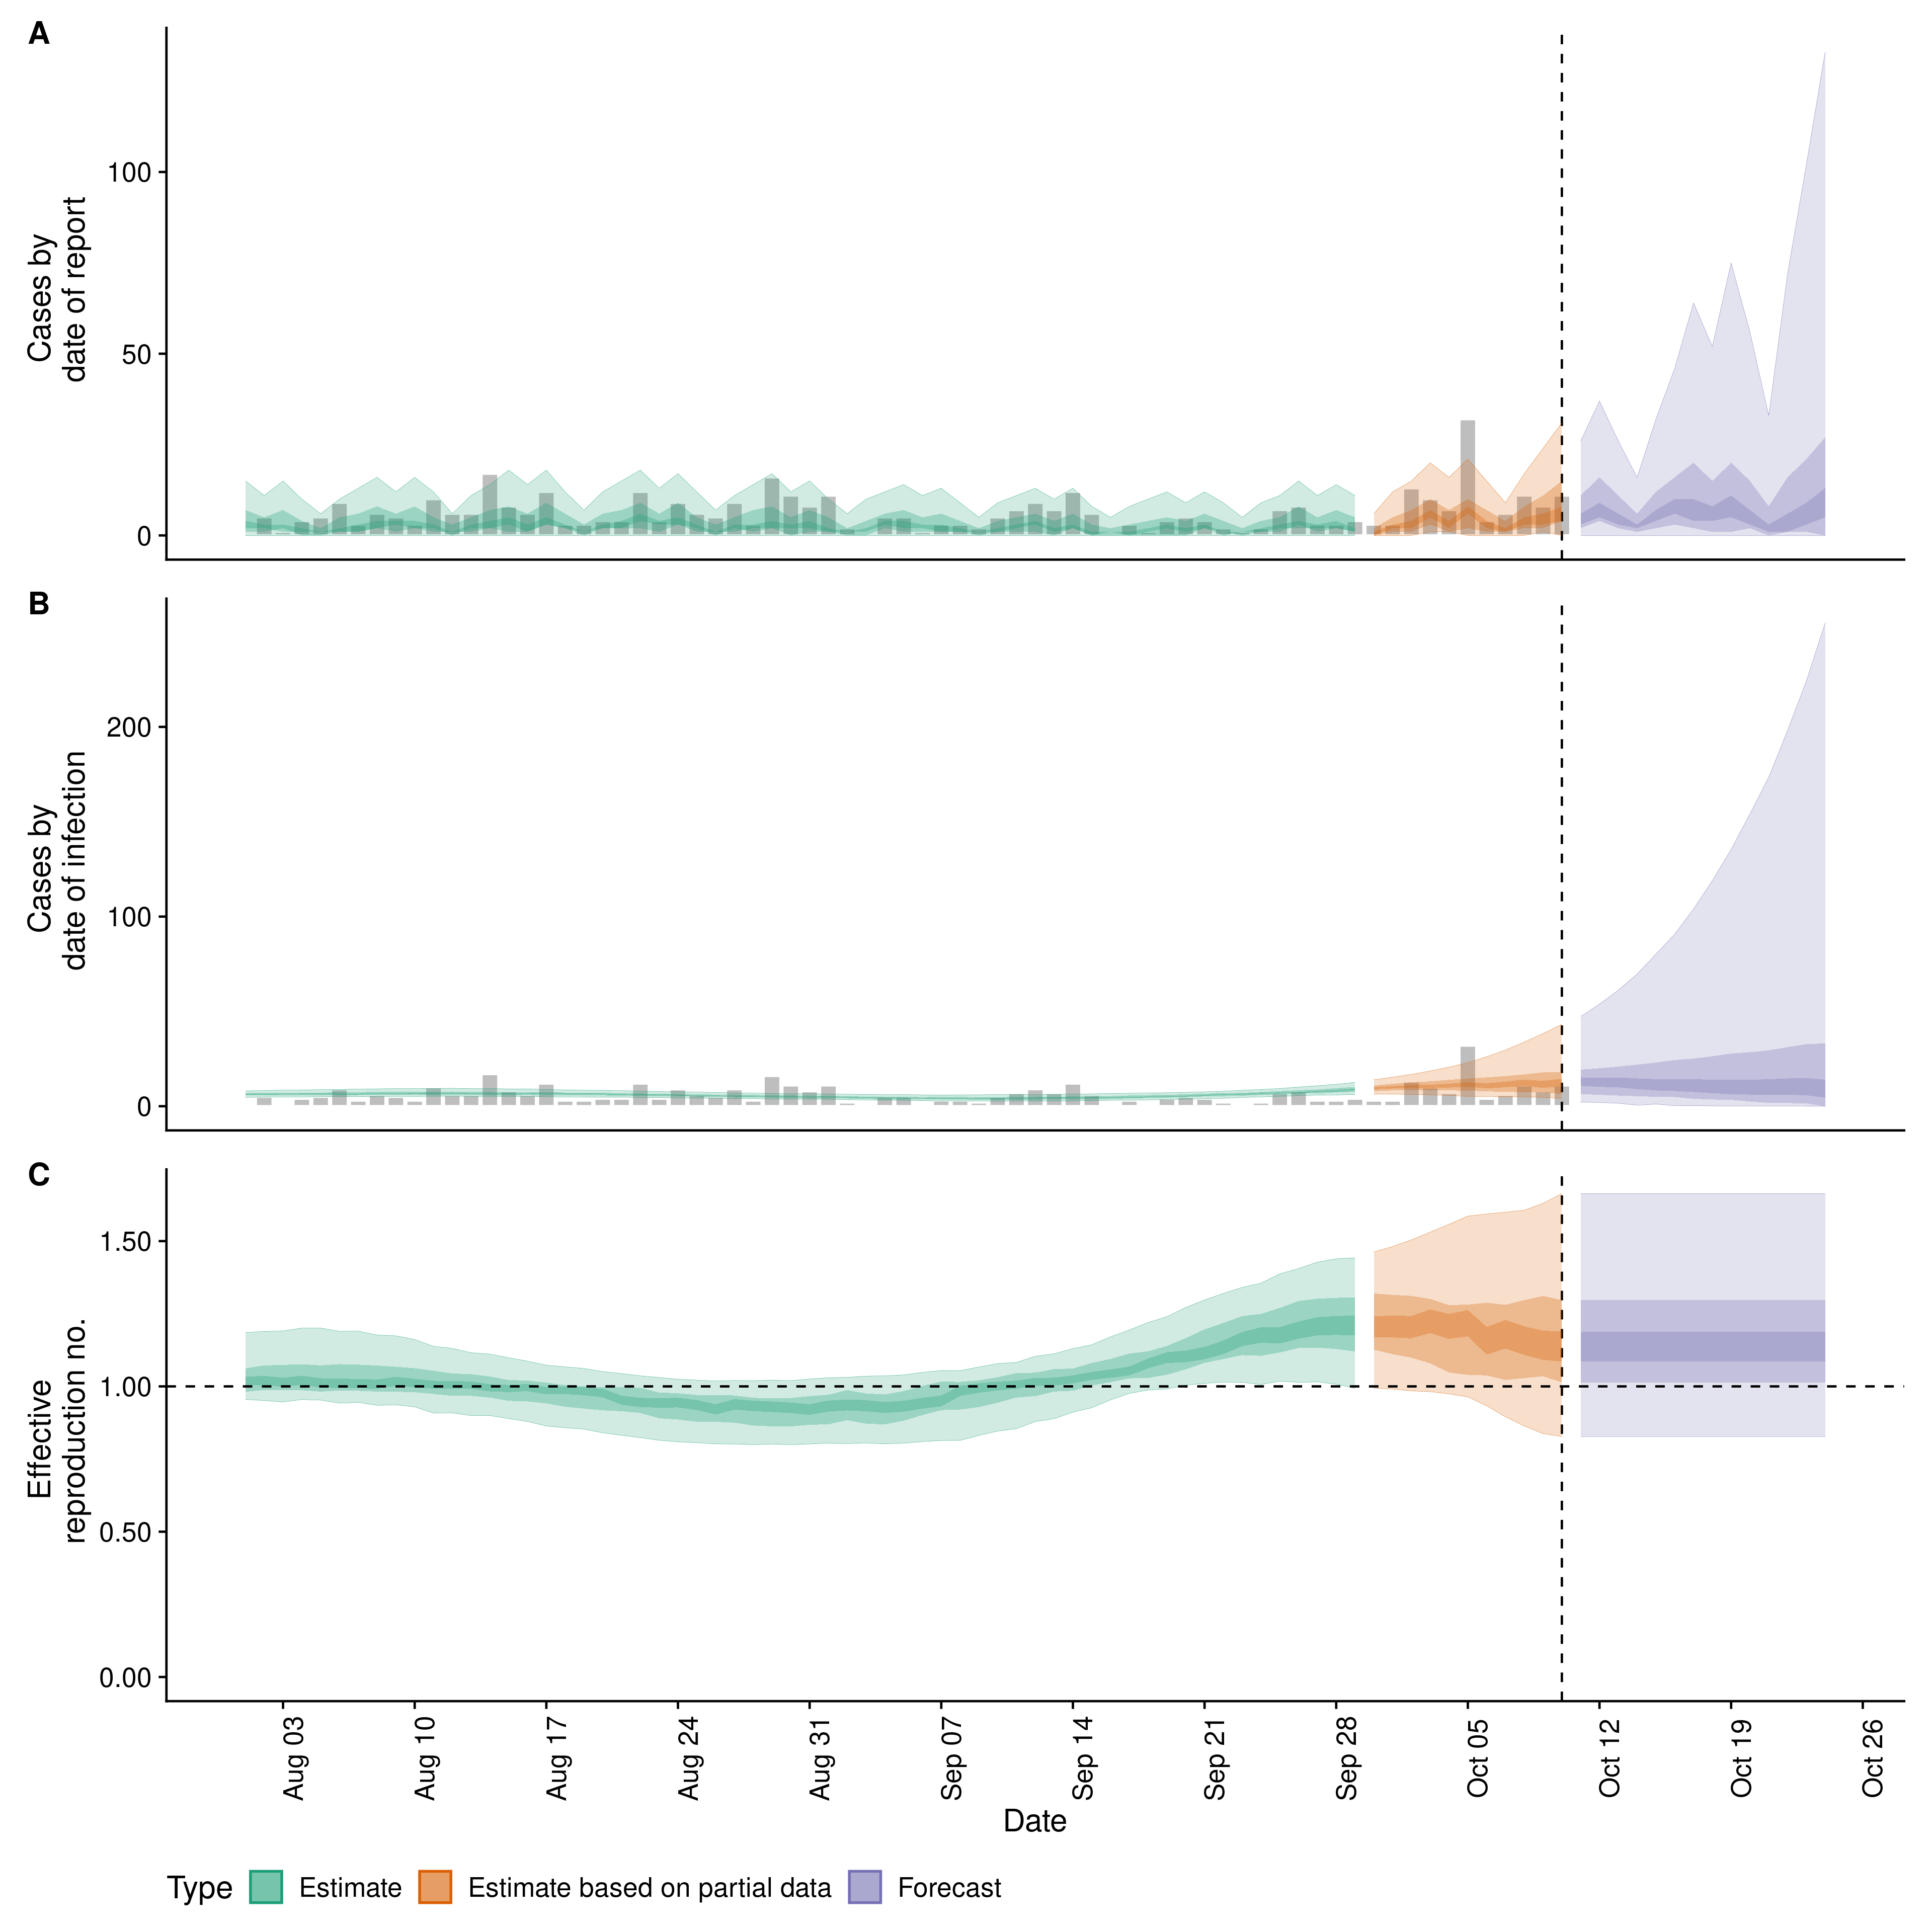 A
Cases by
date of report
100
50
0
B
Cases by
date of infection
200
100
0
C
Effective
reproduction no.
1.50
1.00
0.50
0.00
Aug 03
Aug 10
Aug 17
Aug 24
Aug 31
Sep 07
Sep 14
Sep 21
Sep 28
Oct 05
Oct 12
Oct 19
Oct 26
Date
Type Estimate Estimate based on partial data Forecast